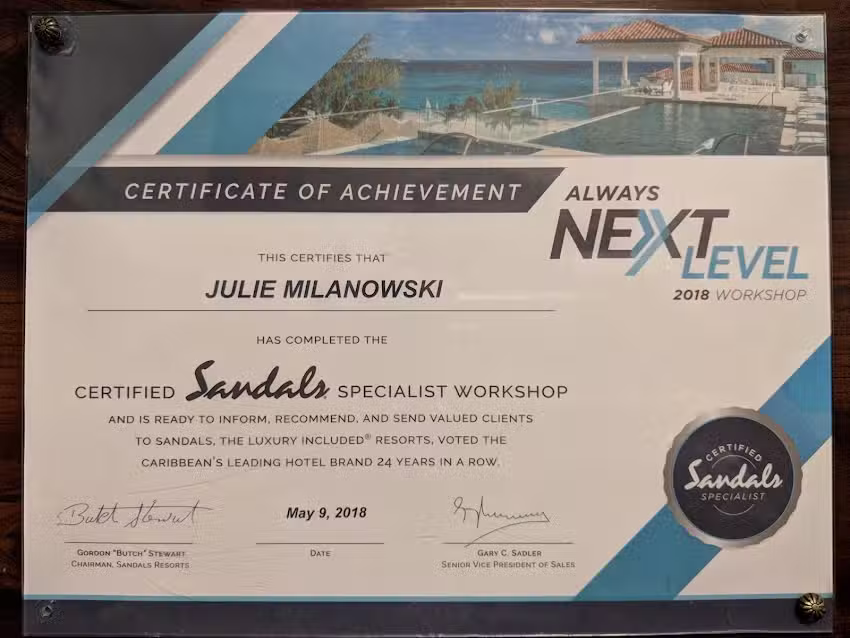 CERTIFICATE OF ACHIEVEMENT
ALWAYS
NEXT
LEVEL
2018 WORKSHOP
THIS CERTIFIES THAT
JULIE MILANOWSKI
HAS COMPLETED THE
CERTIFIED Sandals SPECIALIST WORKSHOP
AND IS READY TO INFORM, RECOMMEND, AND SEND VALUED CLIENTS
TO SANDALS, THE LUXURY INCLUDED® RESORTS, VOTED THE
CARIBBEAN'S LEADING HOTEL BRAND 24 YEARS IN A ROW.
CERTIFIED
Sandals
SPECIALIST
Butch Stewart
May 9, 2018
GORDON "BUTCH" STEWART
CHAIRMAN, SANDALS RESORTS
DATE
GARY C. SADLER
SENIOR VICE PRESIDENT OF SALES